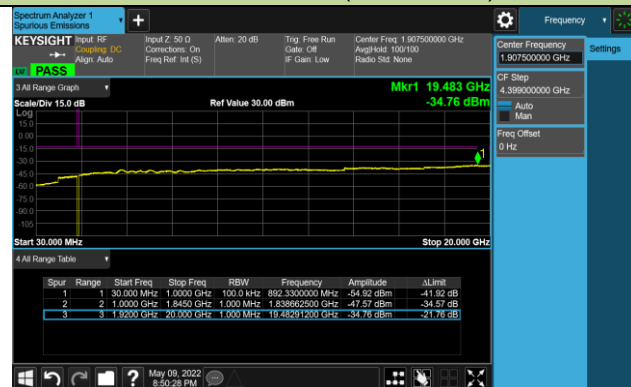 Spectrum Analyzer 1
Spurious Emissions
Frequency
KEYSIGHT
Input: RF
Coupling: DC
Align: Auto
Input Z: 50 Ω
Corrections: On
Freq Ref: Int (S)
Atten: 20 dB
Trig: Free Run
Gate: Off
IF Gain: Low
Center Freq: 1.907500000 GHz
Avg|Hold: 100/100
Radio Std: None
PASS
Center Frequency
1.907500000 GHz
Settings
CF Step
4.399000000 GHz
Auto
Man
Freq Offset
0 Hz
3 All Range Graph
Mkr1 19.483 GHz
Scale/Div 15.0 dB
Ref Value 30.00 dBm
-34.76 dBm
Log
15.0
0.00
-15.0
-30.0
-45.0
-60.0
-75.0
-90.0
-105
1
Start 30.000 MHz
Stop 20.000 GHz
4 All Range Table
Spur Range Start Freq Stop Freq RBW Frequency Amplitude ΔLimit
1 1 30.000 MHz 1.0000 GHz 100.0 kHz 892.3300000 MHz -54.92 dBm -41.92 dB
2 2 1.0000 GHz 1.8450 GHz 1.000 MHz 1.838662500 GHz -47.57 dBm -34.57 dB
3 3 1.9200 GHz 20.000 GHz 1.000 MHz 19.48291200 GHz -34.76 dBm -21.76 dB
May 09, 2022
8:50:28 PM